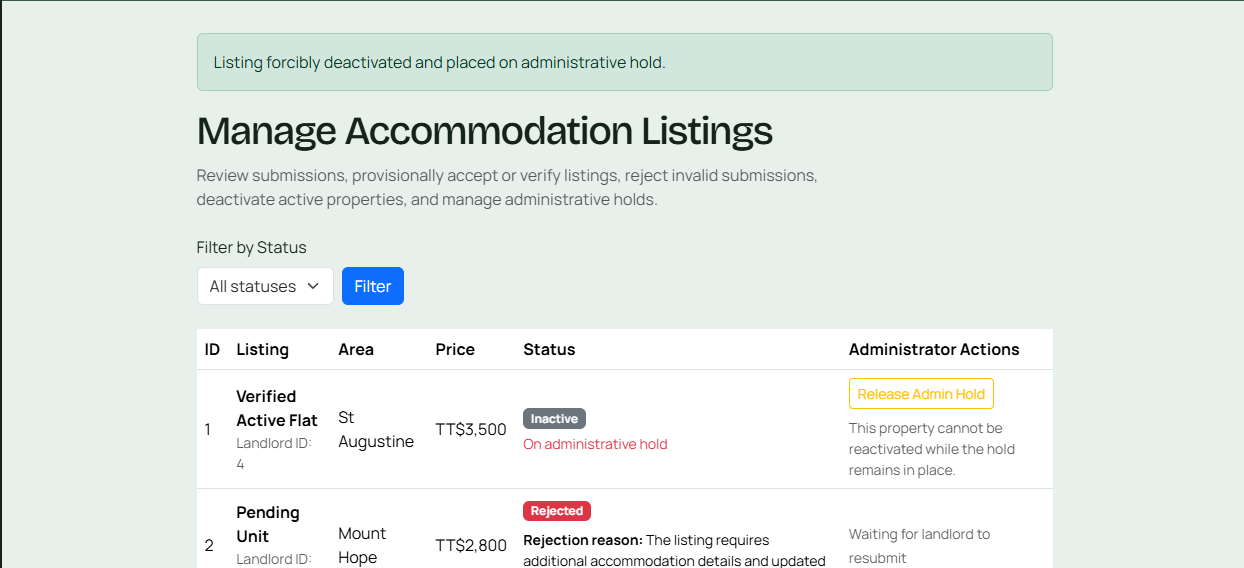 Listing forcibly deactivated and placed on administrative hold.
Manage Accommodation Listings
Review submissions, provisionally accept or verify listings, reject invalid submissions,
deactivate active properties, and manage administrative holds.
Filter by Status
All statuses
Filter
ID Listing Area Price Status Administrator Actions
1
Verified
Active Flat
Landlord ID:
4
St
Augustine
TT$3,500
Inactive
On administrative hold
Release Admin Hold
This property cannot be
reactivated while the hold
remains in place.
2
Pending
Unit
Landlord ID:
Mount
Hope
TT$2,800
Rejected
Rejection reason: The listing requires
additional accommodation details and updated
Waiting for landlord to
resubmit